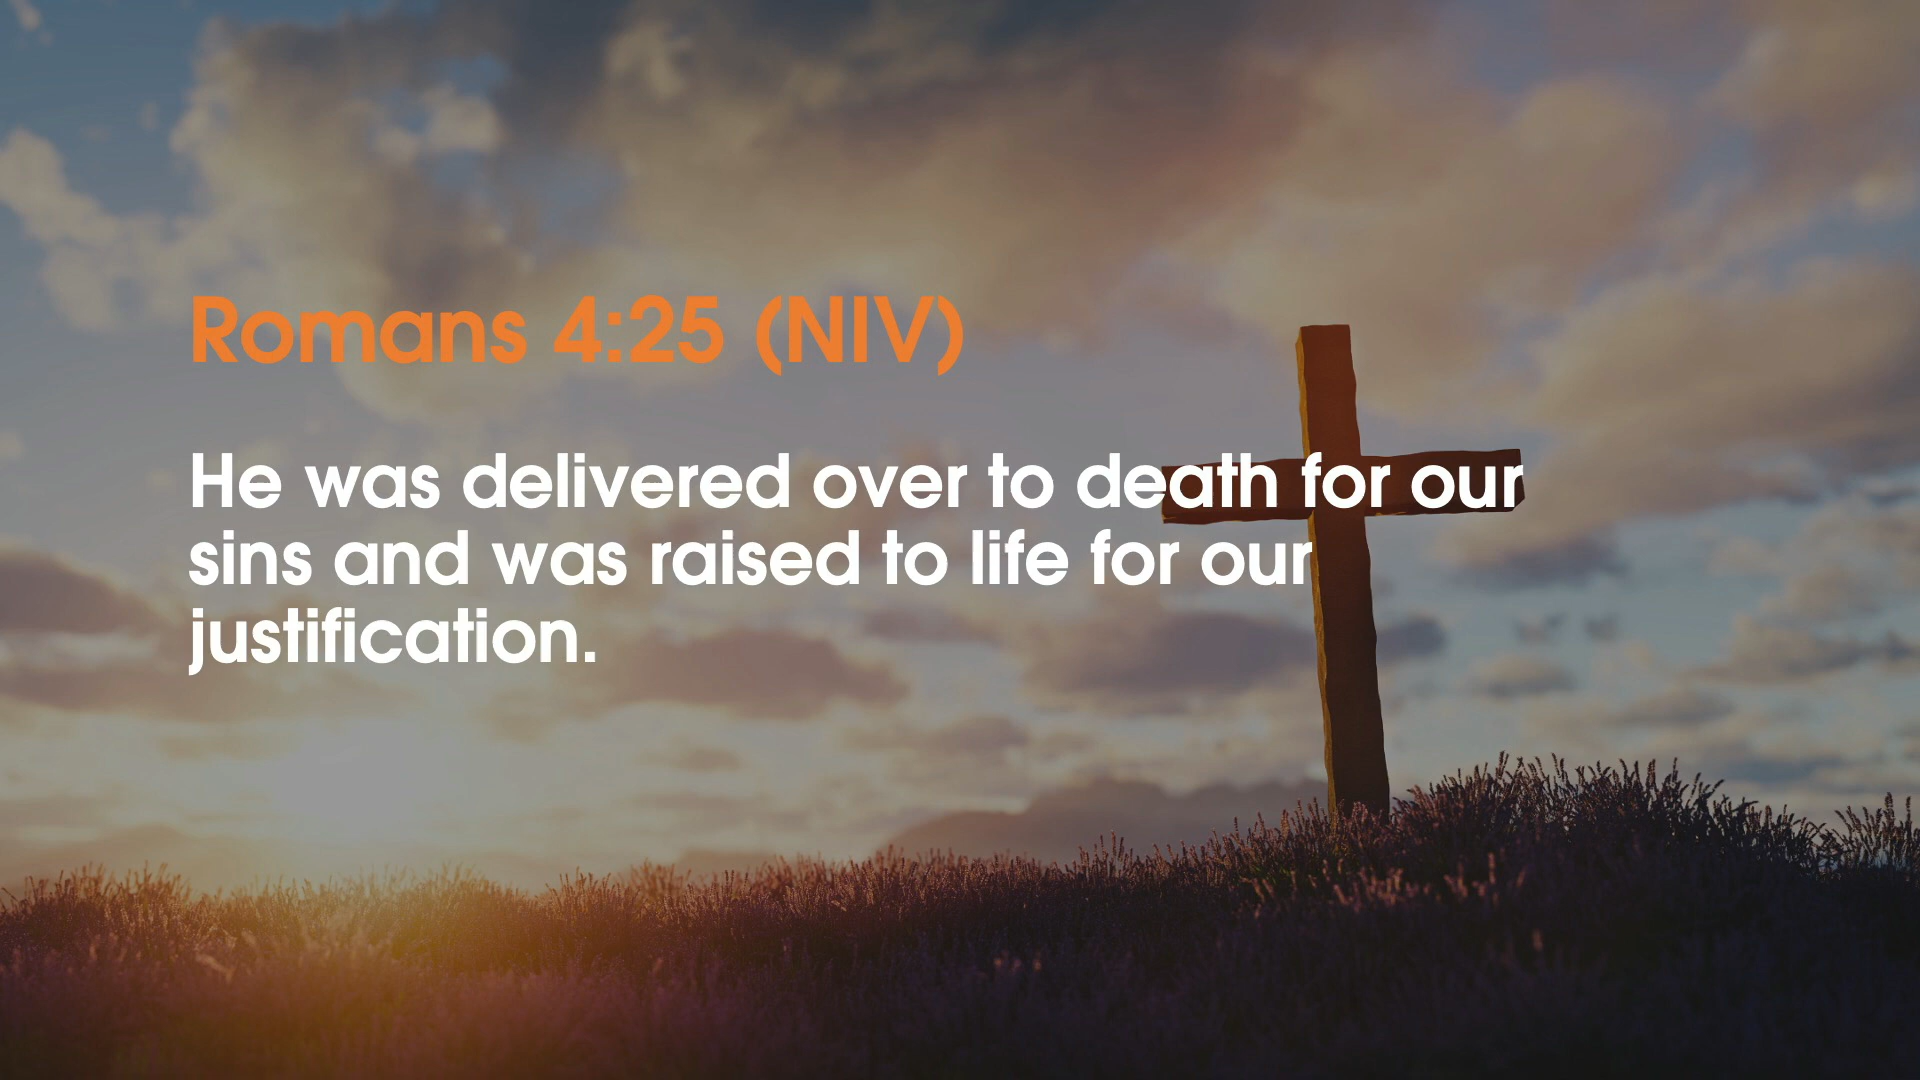 Romans 4:25 (NIV)
He was delivered over to death for our
sins and was raised to life for our
justification.